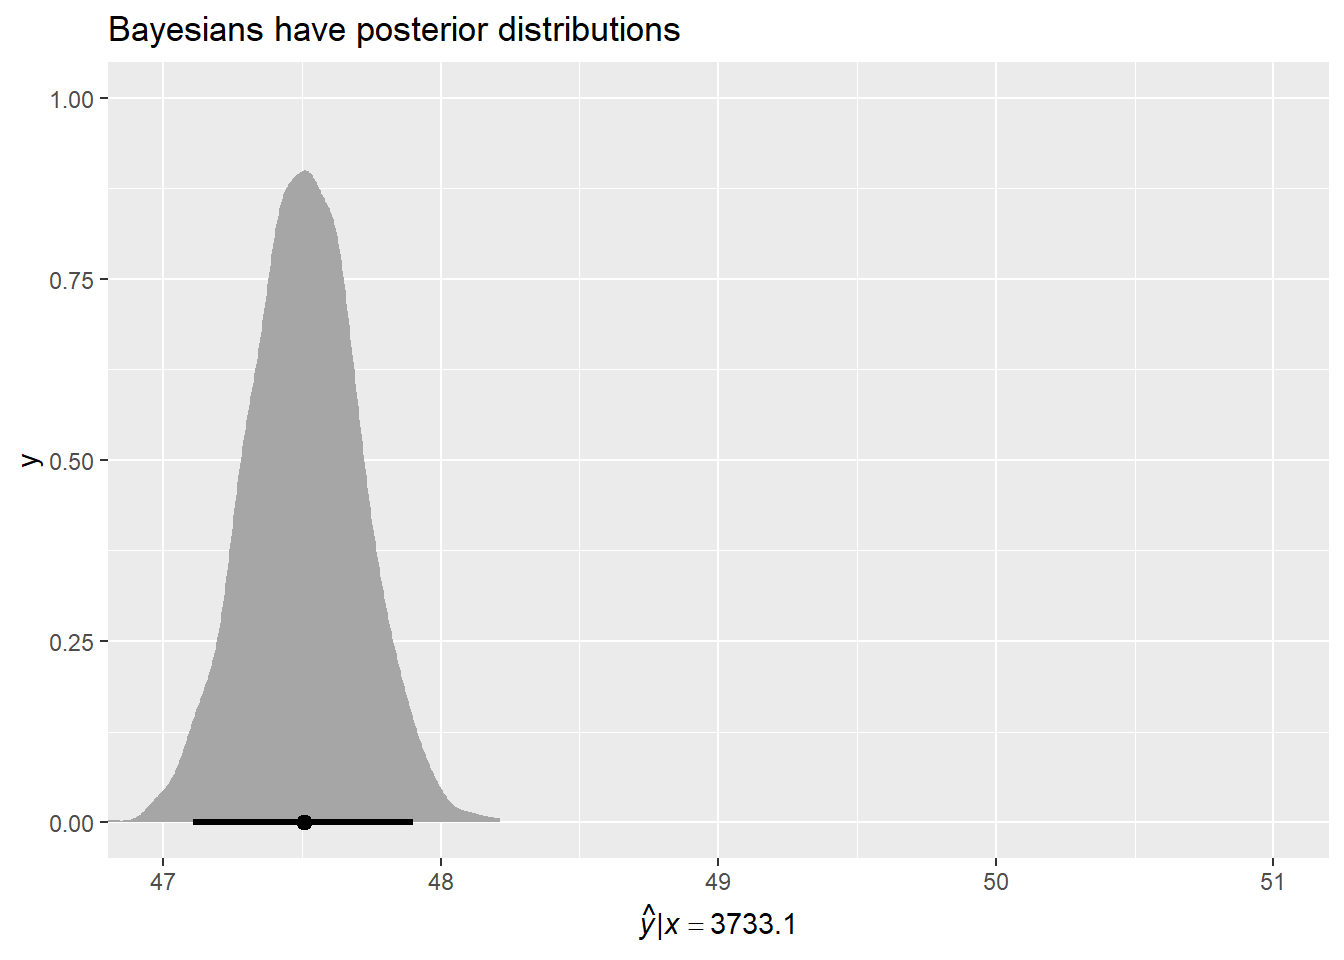 Bayesians have posterior distributions
1.00
0.75
0.50
0.25
0.00
y
47 48 49 50 51
ŷ|x = 3733.1